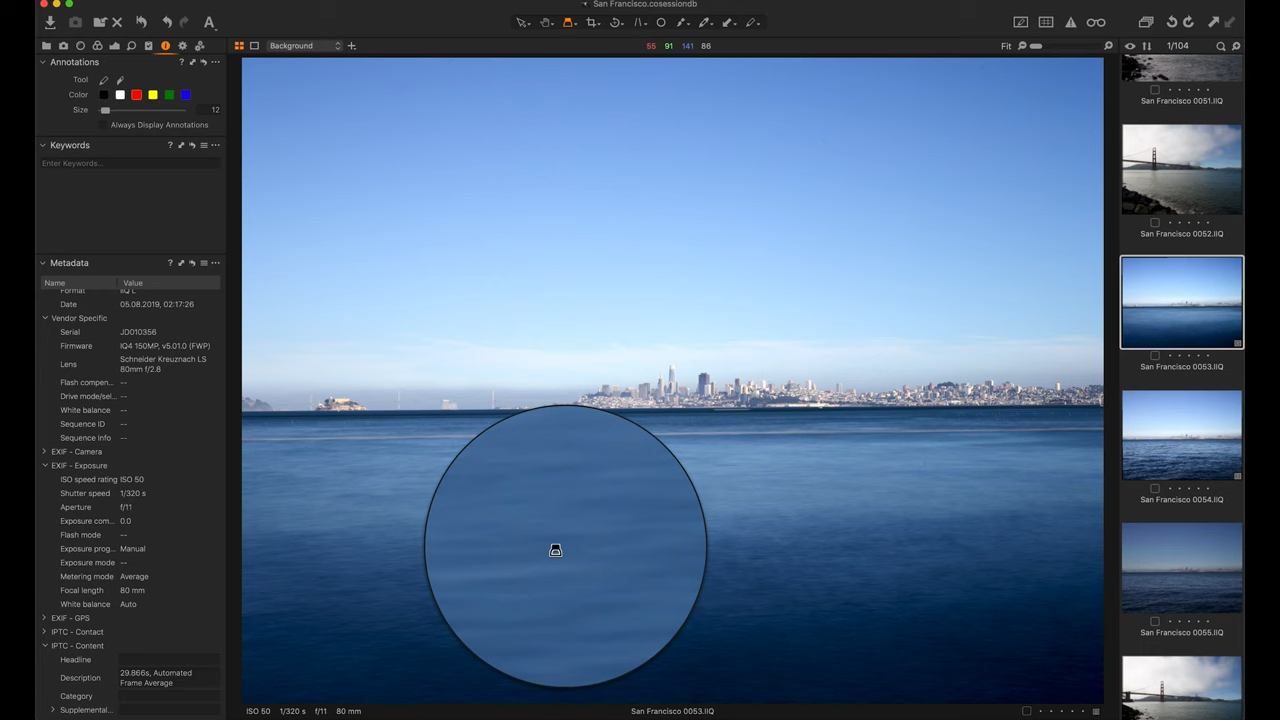 San Francisco.cosessiondb
Background
55 91 141 86
Fit
1/104
Annotations
Tool
Color
Size 12
Always Display Annotations
Keywords
Enter Keywords...
Metadata
Name Value
Format IIQ L
Date 05.08.2019, 02:17:26
Vendor Specific
Serial JD010356
Firmware IQ4 150MP, v5.01.0 (FWP)
Lens Schneider Kreuznach LS
80mm f/2.8
Flash compen... --
Drive mode/sel... --
White balance --
Sequence ID --
Sequence Info --
EXIF - Camera
EXIF - Exposure
ISO speed rating ISO 50
Shutter speed 1/320 s
Aperture f/11
Exposure com... 0.0
Flash mode --
Exposure prog... Manual
Exposure mode --
Metering mode Average
Focal length 80 mm
White balance Auto
EXIF - GPS
IPTC - Contact
IPTC - Content
Headline
Description 29.866s, Automated
Frame Average
Category
Supplemental...
ISO 50 1/320 s f/11 80 mm
San Francisco 0053.IIQ
San Francisco 0051.IIQ
San Francisco 0052.IIQ
San Francisco 0053.IIQ
San Francisco 0054.IIQ
San Francisco 0055.IIQ